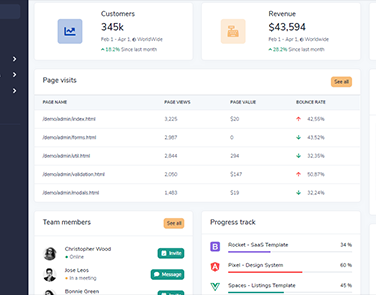 Customers
345k
Feb 1 - Apr 1, WorldWide
18.2% Since last month
Revenue
$43,594
Feb 1 - Apr 1, WorldWide
28.2% Since last month
Page visits
See all
PAGE NAME PAGE VIEWS PAGE VALUE BOUNCE RATE
/demo/admin/index.html 3,225 $20 42,55%
/demo/admin/forms.html 2,987 0 43,52%
/demo/admin/util.html 2,844 294 32,35%
/demo/admin/validation.html 2,050 $147 50,87%
/demo/admin/modals.html 1,483 $19 32,24%
Team members
See all
Christopher Wood
Online
Invite
Jose Leos
In a meeting
Message
Bonnie Green
Invite
Progress track
Rocket - SaaS Template 34 %
Pixel - Design System 60 %
Spaces - Listings Template 45 %